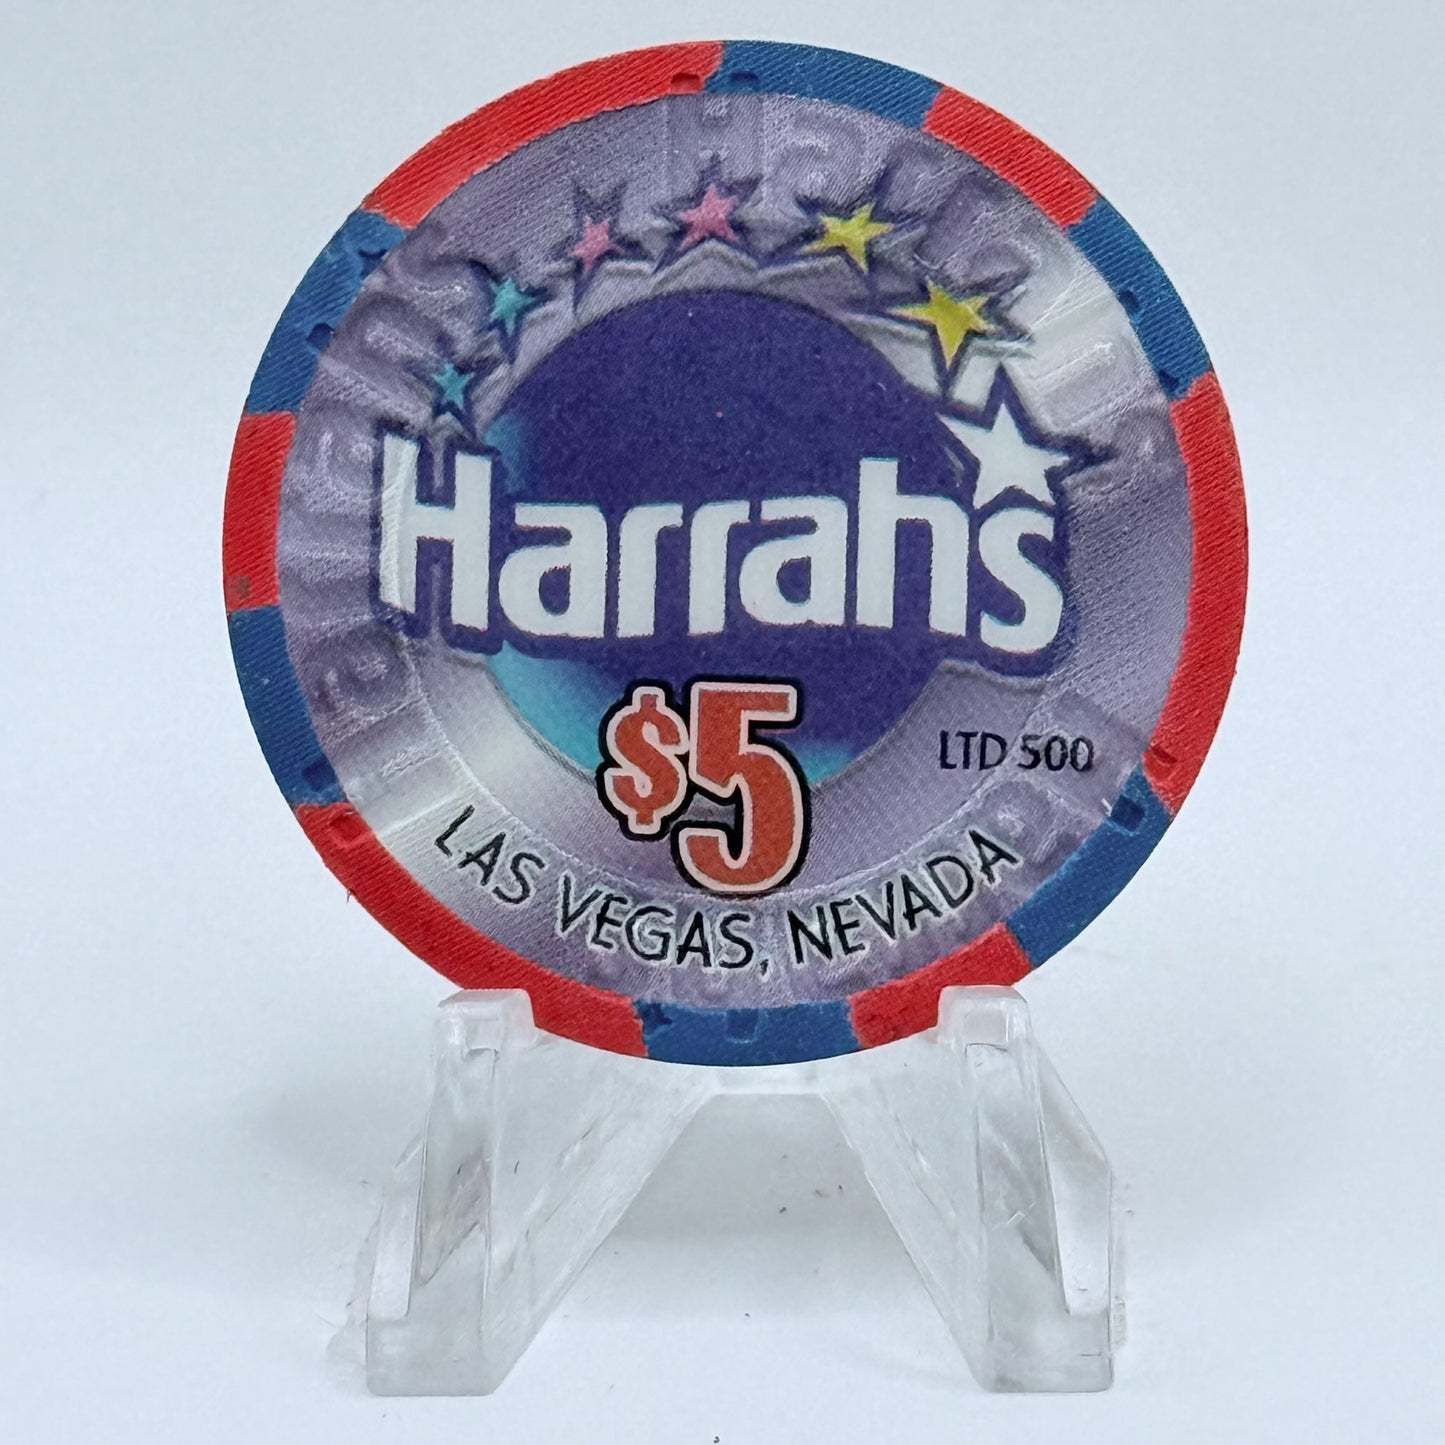 Harrah's
$5
LTD 500
LAS VEGAS, NEVADA